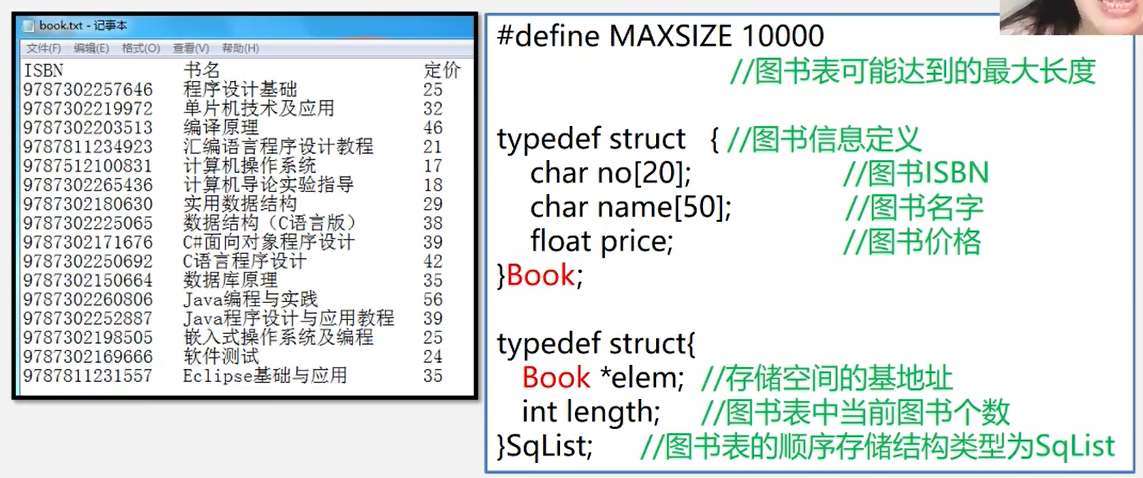 book.txt - 记事本
文件(F) 编辑(E) 格式(O) 查看(V) 帮助(H)
ISBN 书名 定价
9787302257646 程序设计基础 25
9787302219972 单片机技术及应用 32
9787302203513 编译原理 46
9787811234923 汇编语言程序设计教程 21
9787512100831 计算机操作系统 17
9787302265436 计算机导论实验指导 18
9787302180630 实用数据结构 29
9787302225065 数据结构（C语言版） 38
9787302171676 C#面向对象程序设计 39
9787302250692 C语言程序设计 42
9787302150664 数据库原理 35
9787302260806 Java编程与实践 56
9787302252887 Java程序设计与应用教程 39
9787302198505 嵌入式操作系统及编程 25
9787302169666 软件测试 24
9787811231557 Eclipse基础与应用 35
#define MAXSIZE 10000
//图书表可能达到的最大长度
typedef struct { //图书信息定义
char no[20]; //图书ISBN
char name[50]; //图书名字
float price; //图书价格
}Book;
typedef struct{
Book *elem; //存储空间的基地址
int length; //图书表中当前图书个数
}SqList; //图书表的顺序存储结构类型为SqList